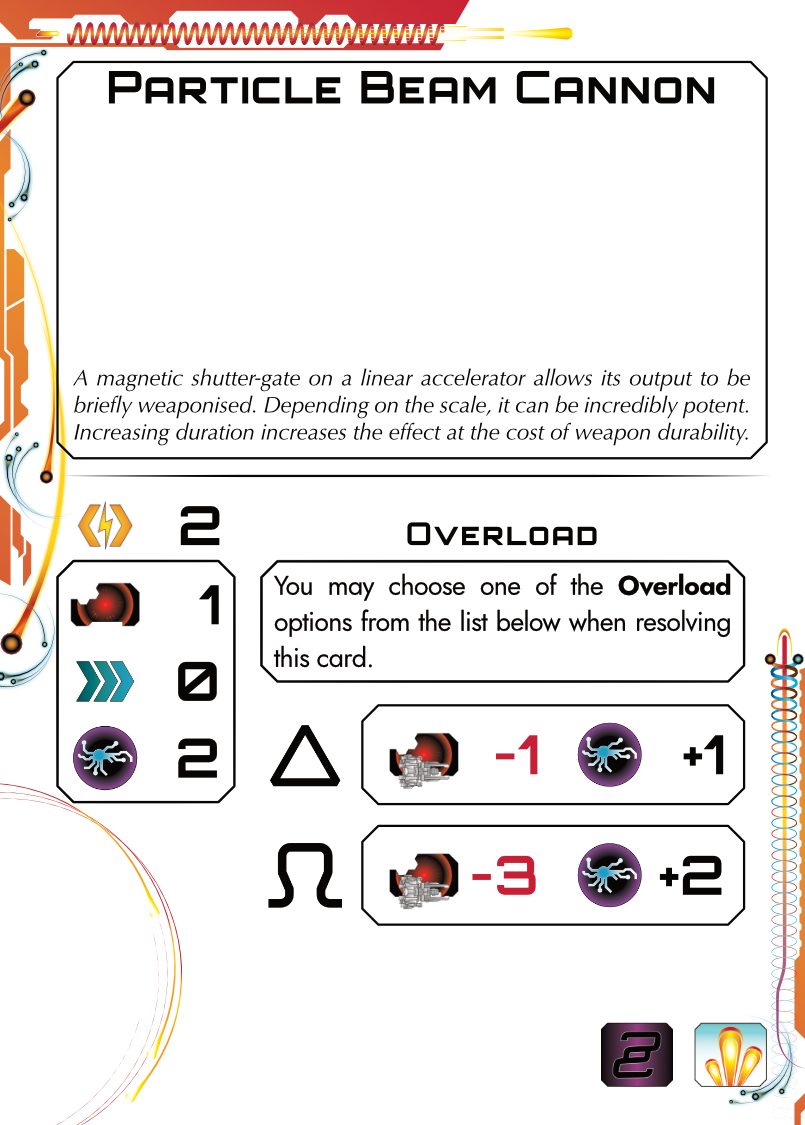 Particle Beam Cannon
A magnetic shutter-gate on a linear accelerator allows its output to be
briefly weaponised. Depending on the scale, it can be incredibly potent.
Increasing duration increases the effect at the cost of weapon durability.
2
1
0
2
Overload
You may choose one of the Overload
options from the list below when resolving
this card.
Δ -1 +1
Ω -3 +2
2